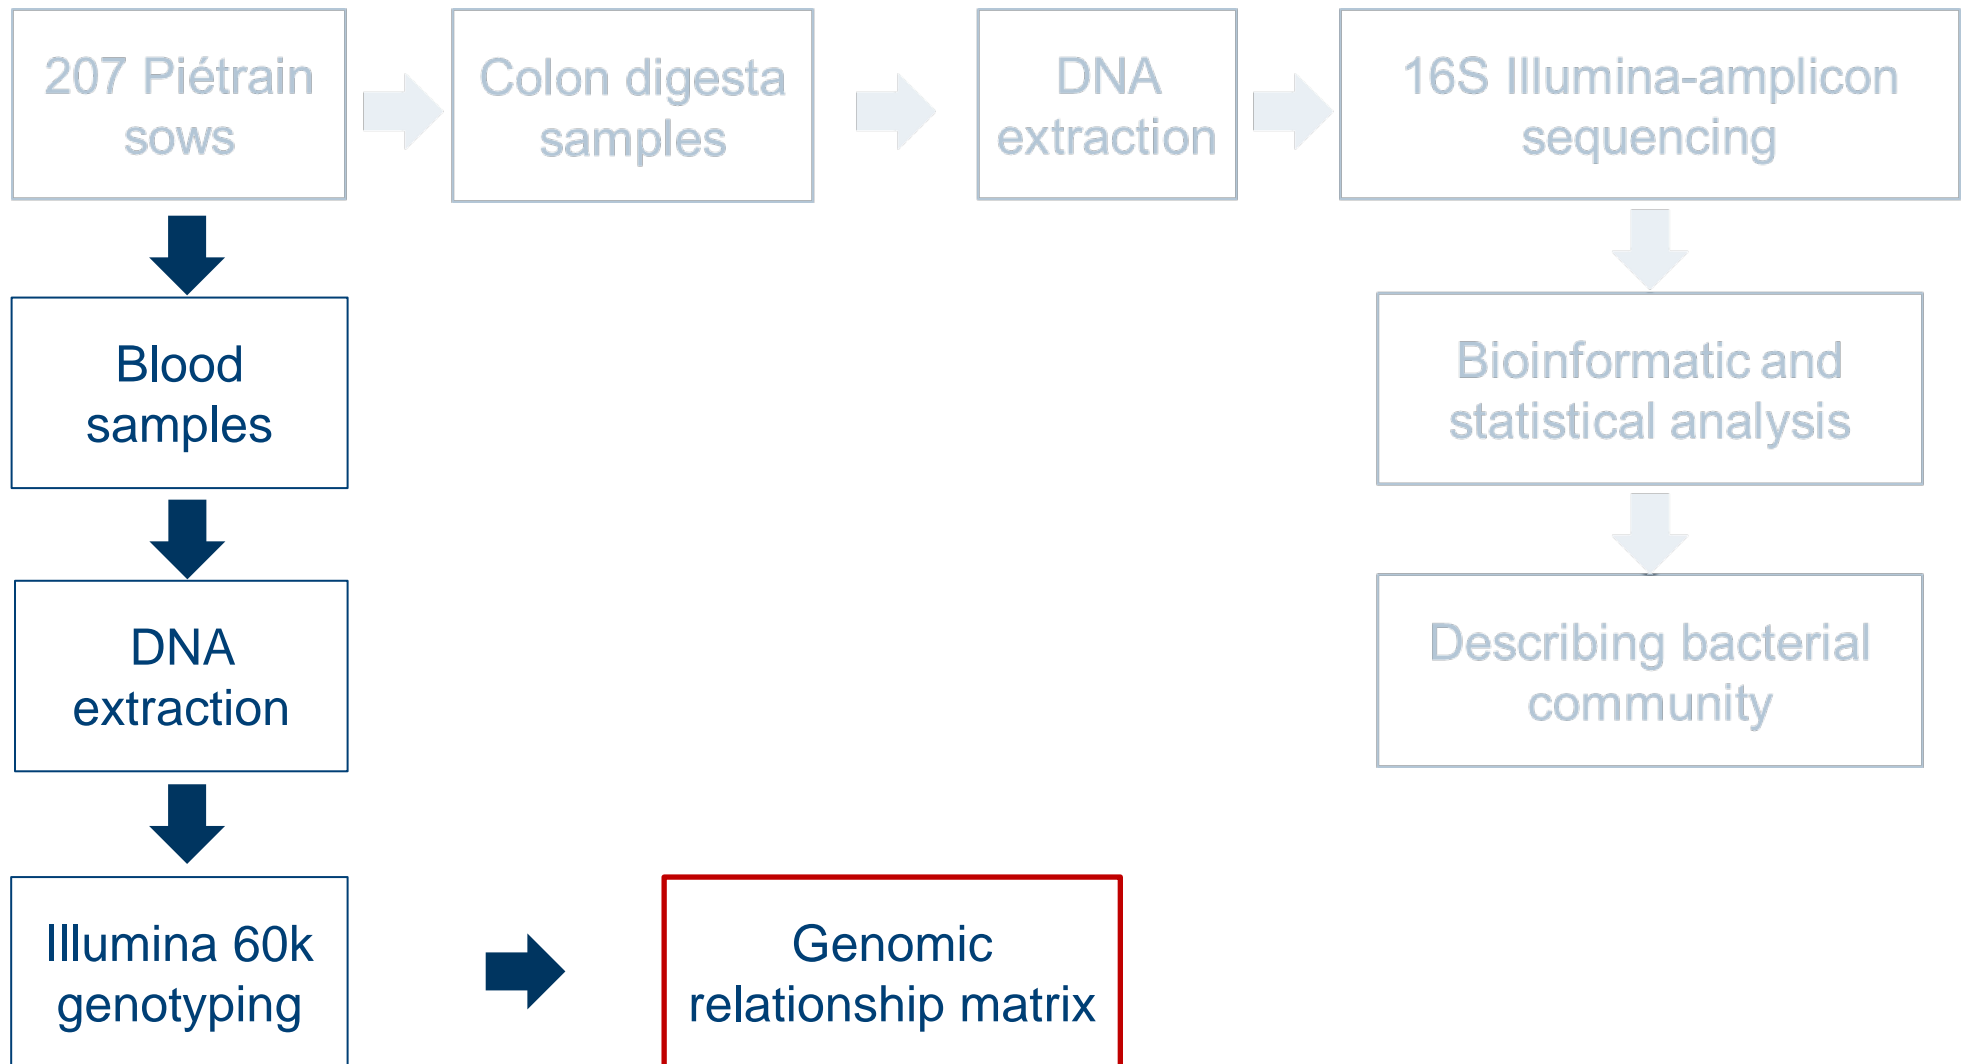 207 Piétrain
sows
Colon digesta
samples
DNA
extraction
16S Illumina-amplicon
sequencing
Blood
samples
Bioinformatic and
statistical analysis
DNA
extraction
Describing bacterial
community
Illumina 60k
genotyping
Genomic
relationship matrix